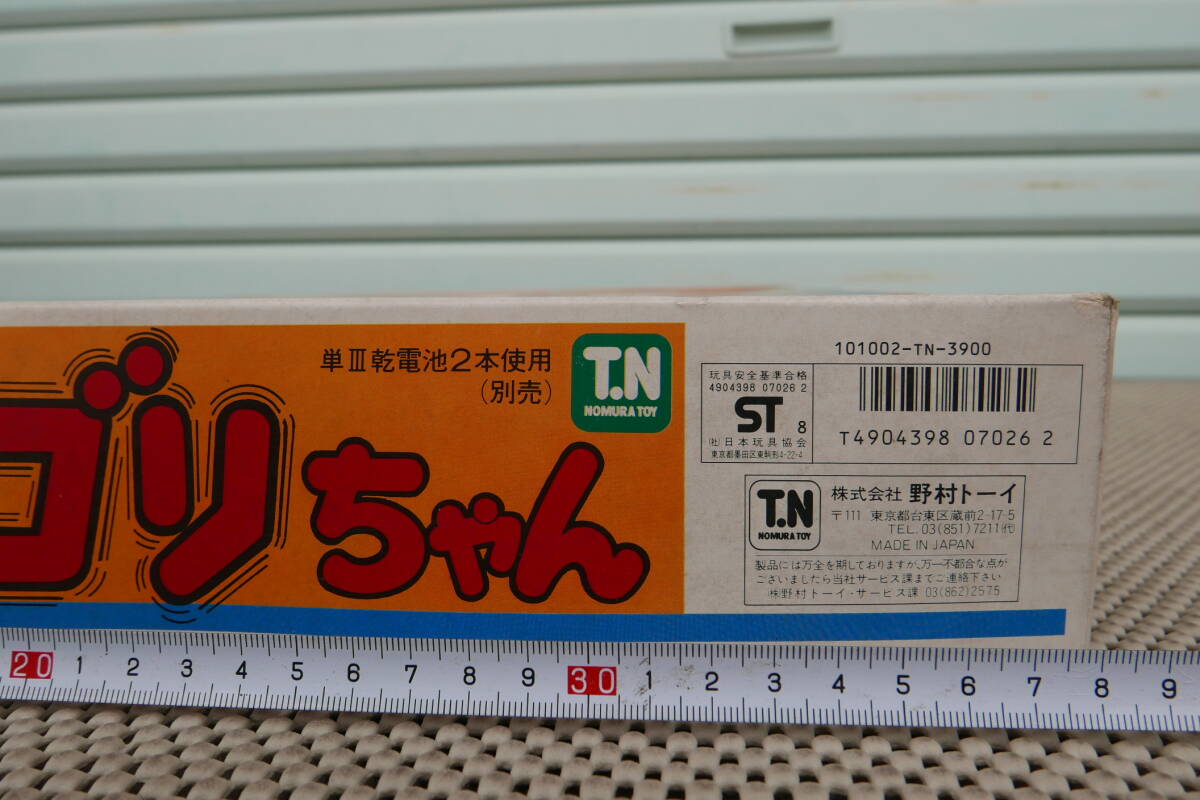 ゴリちゃん
単Ⅲ乾電池2本使用
(別売)
T.N
NOMURA TOY
101002-TN-3900
玩具安全基準合格
4904398 07026 2
ST 8
(社)日本玩具協会
東京都墨田区東駒形4-22-4
T4904398 07026 2
T.N
NOMURA TOY
株式会社 野村トーイ
〒111 東京都台東区蔵前2-17-5
TEL. 03(851)7211(代)
MADE IN JAPAN
製品には万全を期しておりますが、万一不都合な点が
ございましたら当社サービス課までご連絡下さい
(株)野村トーイ・サービス課 03(862)2575
20 1 2 3 4 5 6 7 8 9 30 1 2 3 4 5 6 7 8 9